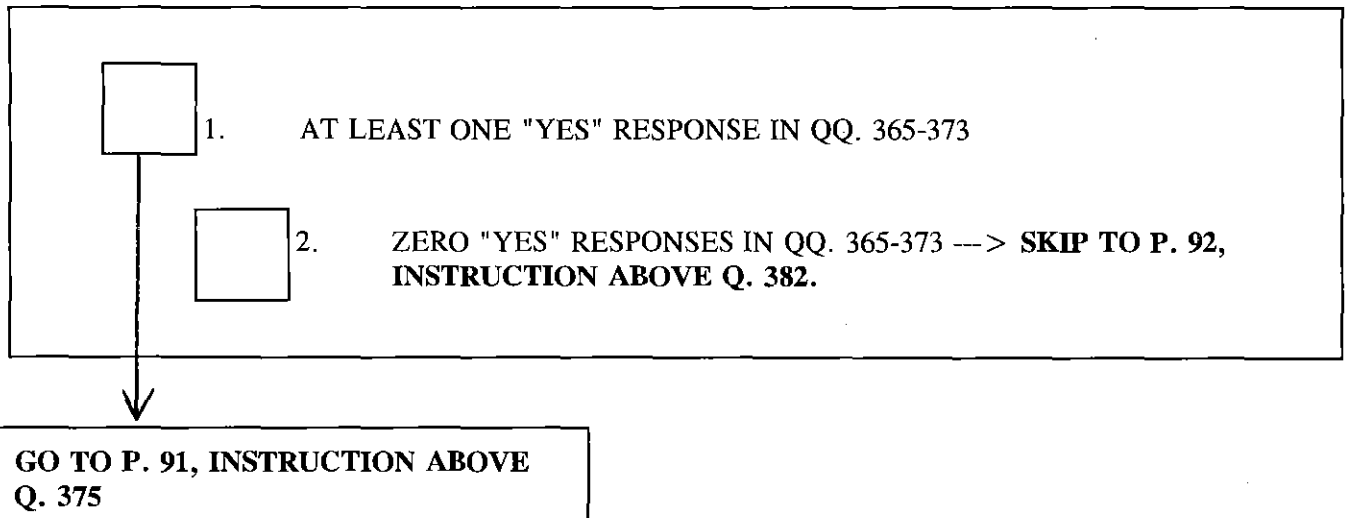 1. AT LEAST ONE "YES" RESPONSE IN QQ. 365-373
2. ZERO "YES" RESPONSES IN QQ. 365-373 ---> SKIP TO P. 92,
INSTRUCTION ABOVE Q. 382.
GO TO P. 91, INSTRUCTION ABOVE
Q. 375